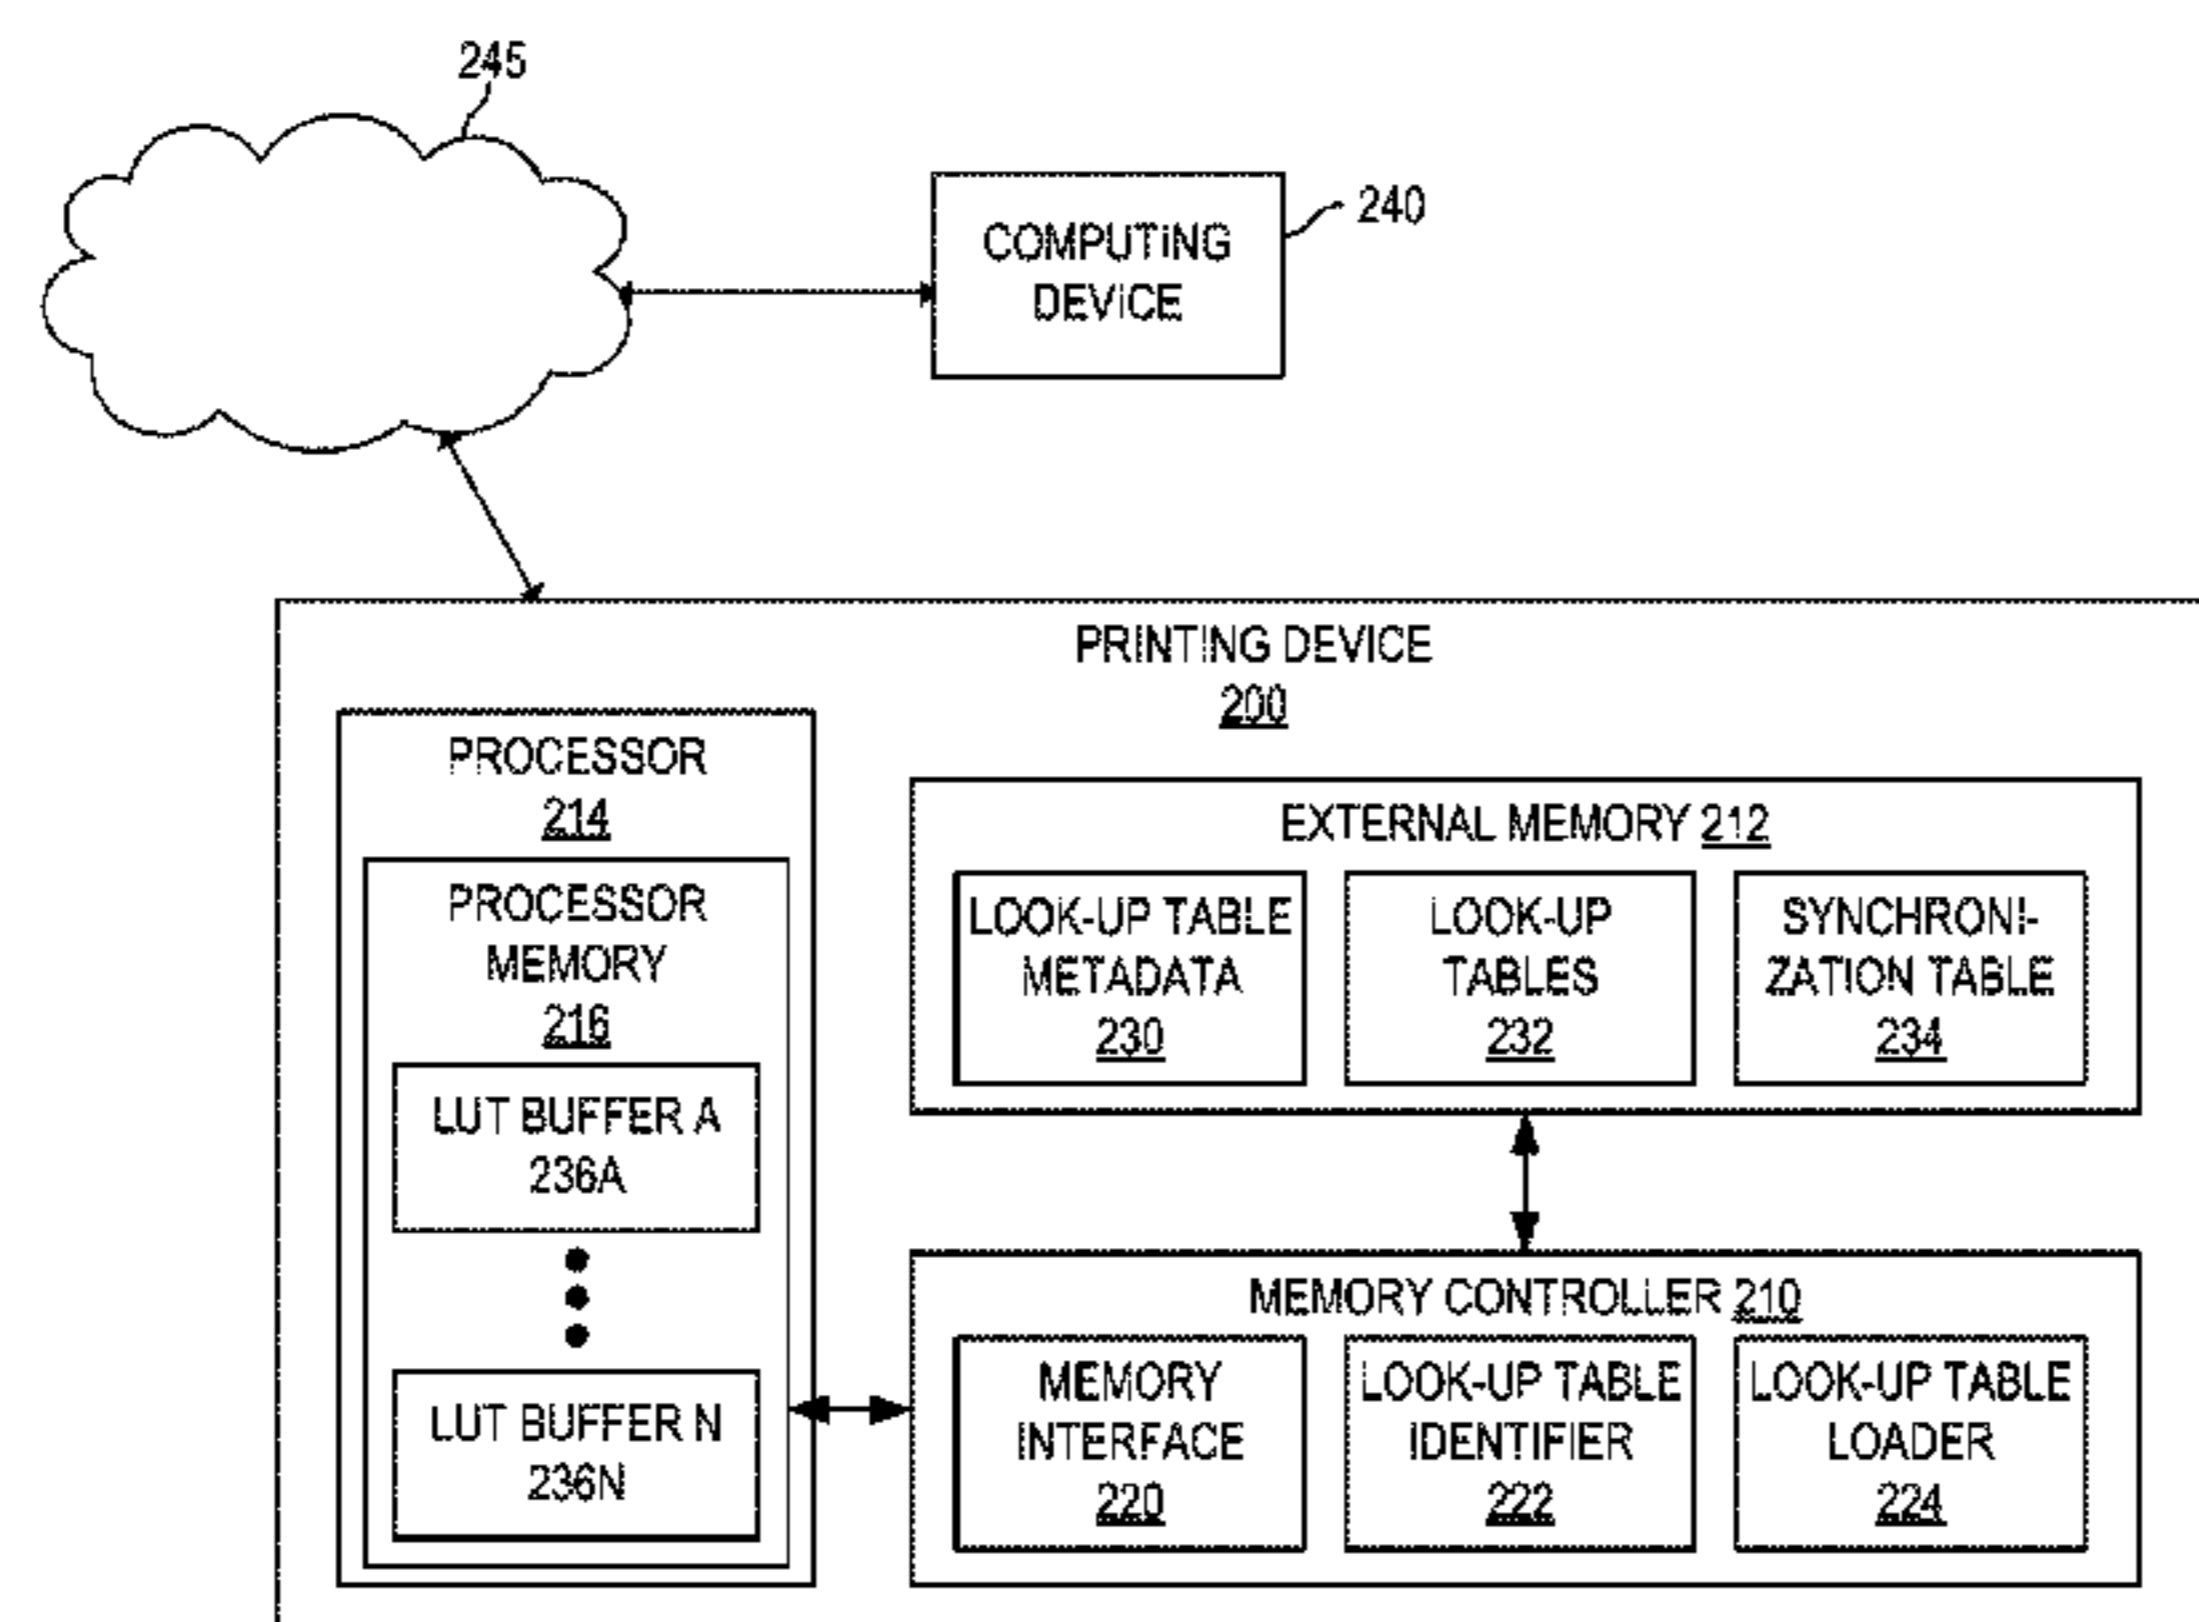 245
COMPUTING
DEVICE
240
PRINTING DEVICE
200
PROCESSOR
214
PROCESSOR
MEMORY
216
LUT BUFFER A
236A
LUT BUFFER N
236N
EXTERNAL MEMORY 212
LOOK-UP TABLE
METADATA
230
LOOK-UP
TABLES
232
SYNCHRONI-
ZATION TABLE
234
MEMORY CONTROLLER 210
MEMORY
INTERFACE
220
LOOK-UP TABLE
IDENTIFIER
222
LOOK-UP TABLE
LOADER
224